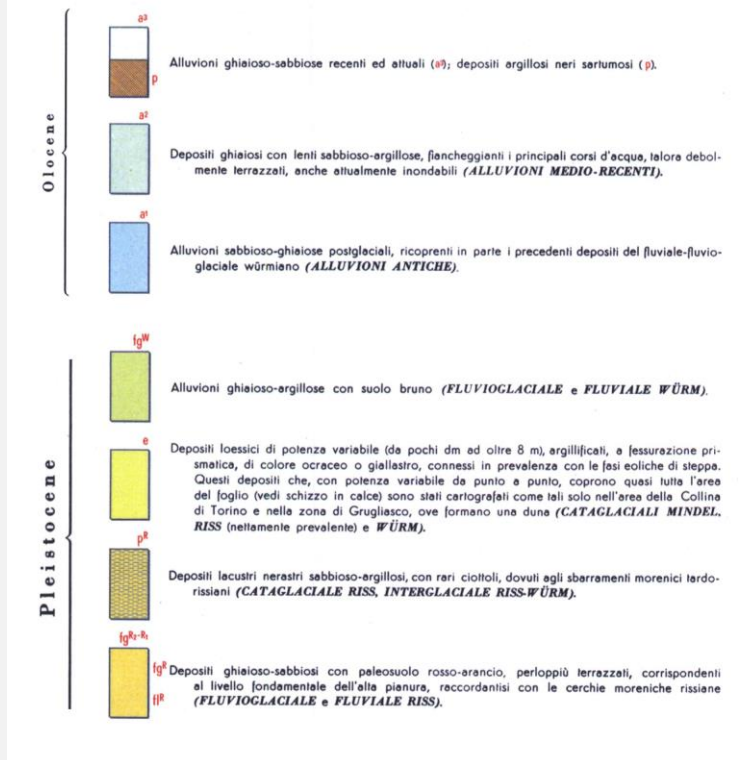 Olocene
a³
p
Alluvioni ghiaioso-sabbiose recenti ed attuali (a³); depositi argillosi neri sartumosi (p).
a²
Depositi ghiaiosi con lenti sabbioso-argillose, fiancheggianti i principali corsi d'acqua, talora debol-
mente terrazzati, anche attualmente inondabili (ALLUVIONI MEDIO-RECENTI).
a¹
Alluvioni sabbioso-ghiaiose postglaciali, ricoprenti in parte i precedenti depositi del fluviale-fluvio-
glaciale würmiano (ALLUVIONI ANTICHE).
Pleistocene
fgW
Alluvioni ghiaioso-argillose con suolo bruno (FLUVIOGLACIALE e FLUVIALE WÜRM).
e
Depositi loessici di potenza variabile (da pochi dm ad oltre 8 m), argillificati, a fessurazione pri-
smatica, di colore ocraceo o giallastro, connessi in prevalenza con le fasi eoliche di steppa.
Questi depositi che, con potenza variabile da punto a punto, coprono quasi tutta l'area
del foglio (vedi schizzo in calce) sono stati cartografati come tali solo nell'area della Collina
di Torino e nella zona di Grugliasco, ove formano una duna (CATAGLACIALI MINDEL,
RISS (nettamente prevalente) e WÜRM).
pR
Depositi lacustri nerastri sabbioso-argillosi, con rari ciottoli, dovuti agli sbarramenti morenici tardo-
rissiani (CATAGLACIALE RISS, INTERGLACIALE RISS-WÜRM).
fgR₂-R₁
fgR
flR
Depositi ghiaioso-sabbiosi con paleosuolo rosso-arancio, perloppiù terrazzati, corrispondenti
al livello fondamentale dell'alta pianura, raccordantisi con le cerchie moreniche rissiane
(FLUVIOGLACIALE e FLUVIALE RISS).